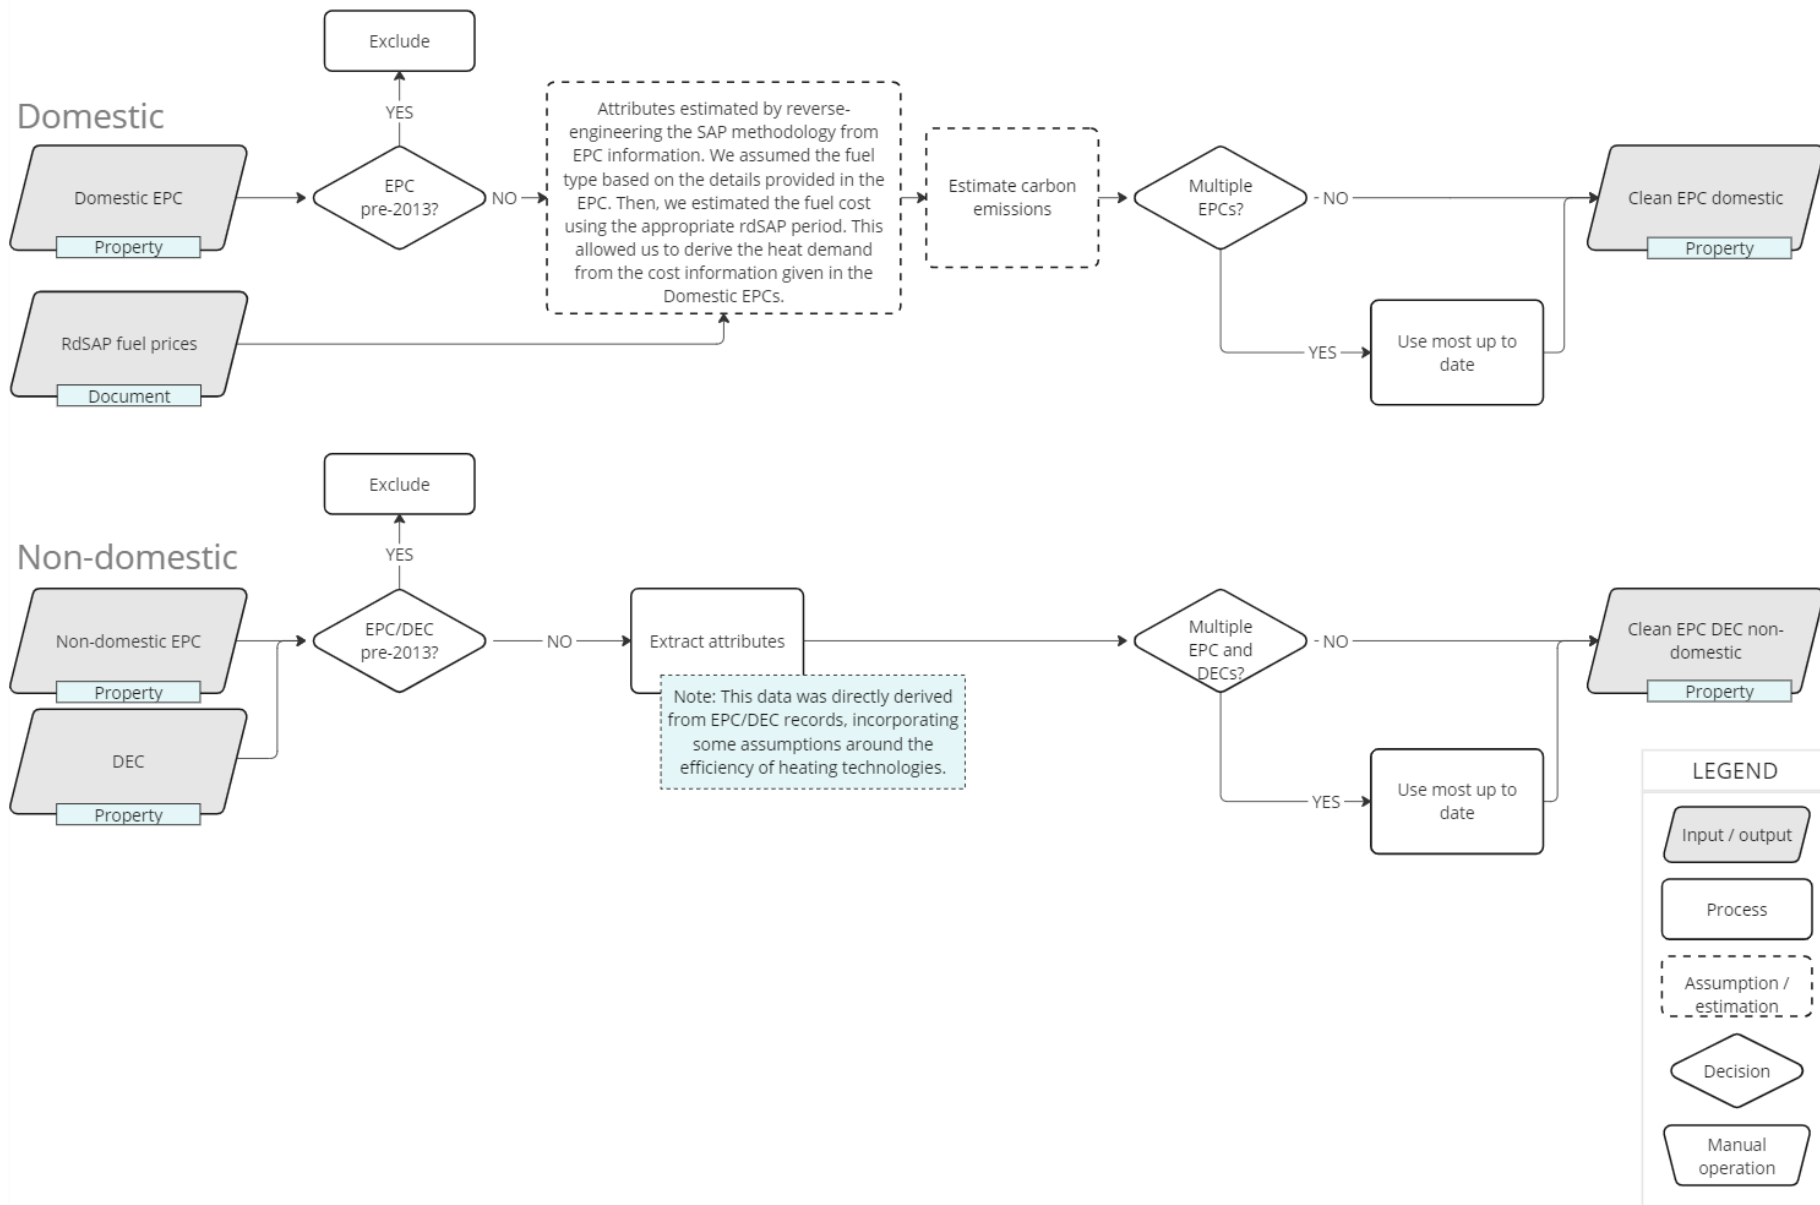 Exclude
YES
Domestic
Domestic EPC
Property
EPC
pre-2013?
NO
Attributes estimated by reverse-
engineering the SAP methodology from
EPC information. We assumed the fuel
type based on the details provided in the
EPC. Then, we estimated the fuel cost
using the appropriate rdSAP period. This
allowed us to derive the heat demand
from the cost information given in the
Domestic EPCs.
Estimate carbon
emissions
Multiple
EPCs?
NO
Clean EPC domestic
Property
YES
Use most up to
date
RdSAP fuel prices
Document
Exclude
YES
Non-domestic
Non-domestic EPC
Property
DEC
Property
EPC/DEC
pre-2013?
NO
Extract attributes
Note: This data was directly derived
from EPC/DEC records, incorporating
some assumptions around the
efficiency of heating technologies.
Multiple
EPC and
DECs?
NO
Clean EPC DEC non-
domestic
Property
YES
Use most up to
date
LEGEND
Input / output
Process
Assumption /
estimation
Decision
Manual
operation